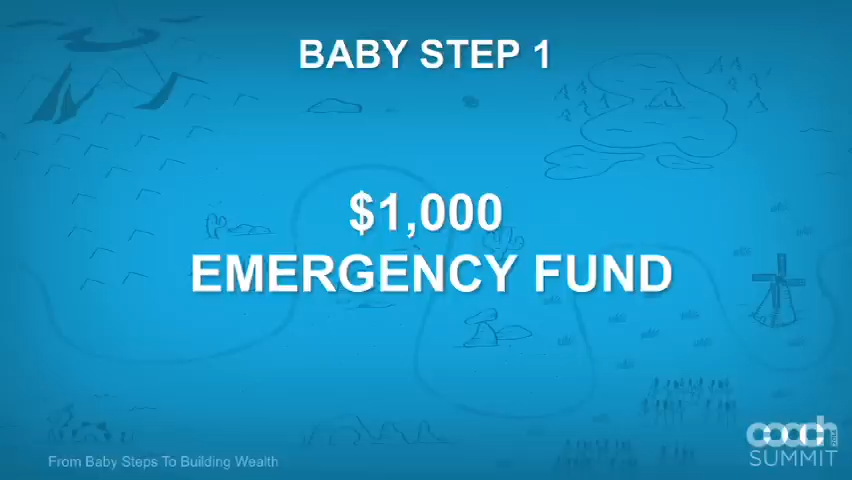 BABY STEP 1
$1,000
EMERGENCY FUND
From Baby Steps To Building Wealth
coach
SUMMIT